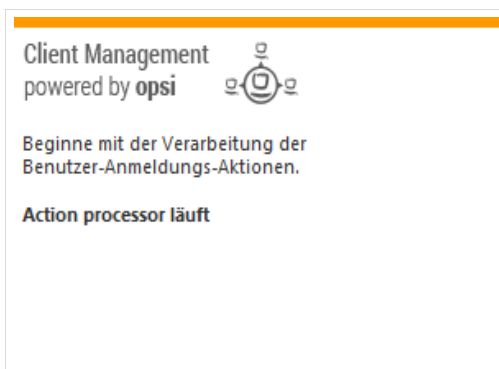 Client Management
powered by opsi
Beginne mit der Verarbeitung der
Benutzer-Anmeldungs-Aktionen.
Action processor läuft